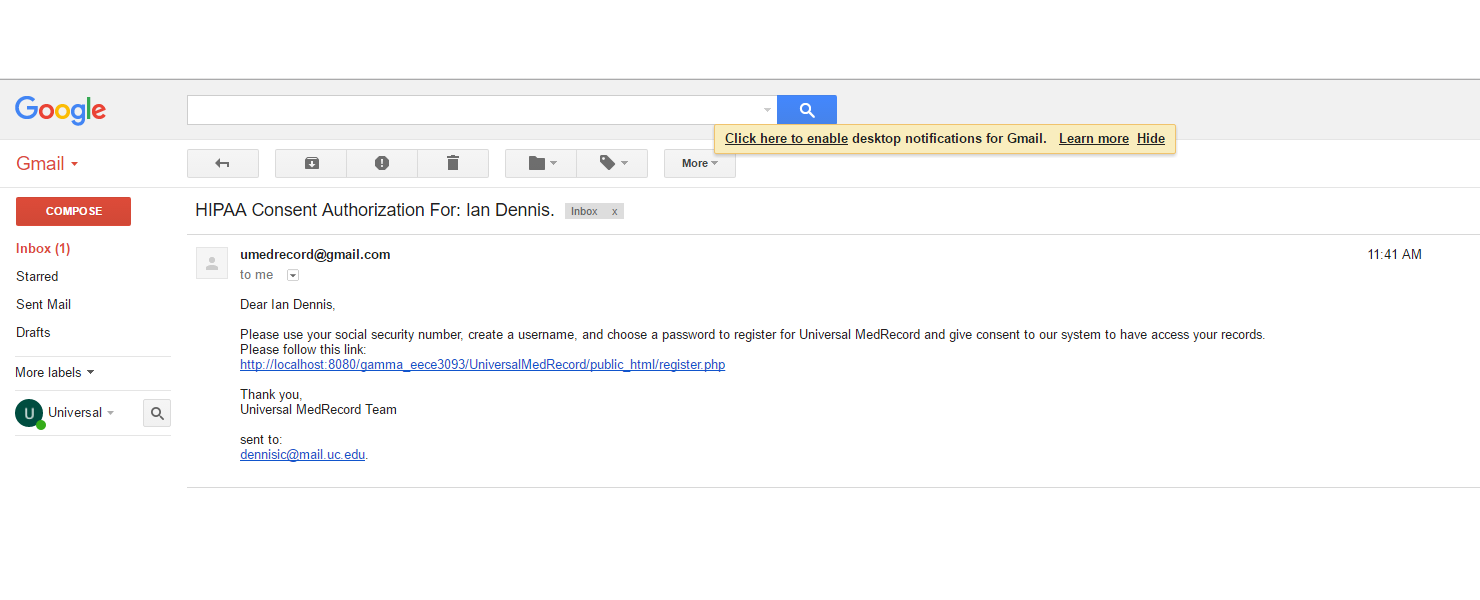 Google
Click here to enable desktop notifications for Gmail. Learn more Hide
Gmail
More
COMPOSE
HIPAA Consent Authorization For: Ian Dennis. Inbox x
Inbox (1)
Starred
Sent Mail
Drafts
More labels
U Universal
umedrecord@gmail.com 11:41 AM
to me
Dear Ian Dennis,
Please use your social security number, create a username, and choose a password to register for Universal MedRecord and give consent to our system to have access your records.
Please follow this link:
http://localhost:8080/gamma_eece3093/UniversalMedRecord/public_html/register.php
Thank you,
Universal MedRecord Team
sent to:
dennisic@mail.uc.edu.